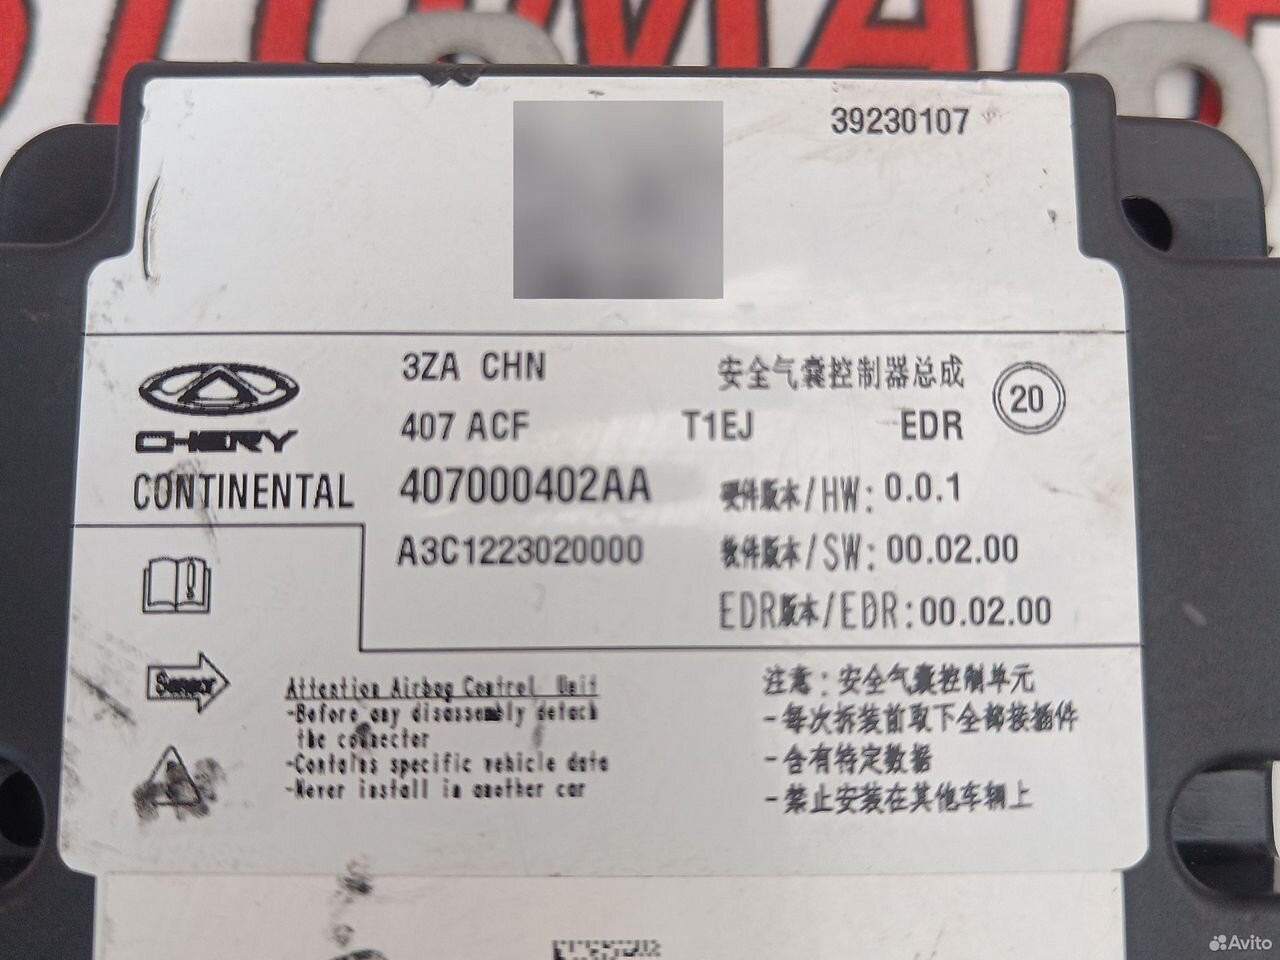 39230107
3ZA CHN
安全气囊控制器总成
20
407 ACF T1EJ EDR
CHERY
CONTINENTAL
407000402AA
硬件版本/HW: 0.0.1
A3C1223020000
软件版本/SW: 00.02.00
EDR版本/EDR: 00.02.00
Sensor
Attention Airbag Control Unit
-Before any disassembly detach
the connector
-Contains specific vehicle data
-Never install in another car
注意: 安全气囊控制单元
-每次拆装前取下全部接插件
-含有特定数据
-禁止安装在其他车辆上
Avito